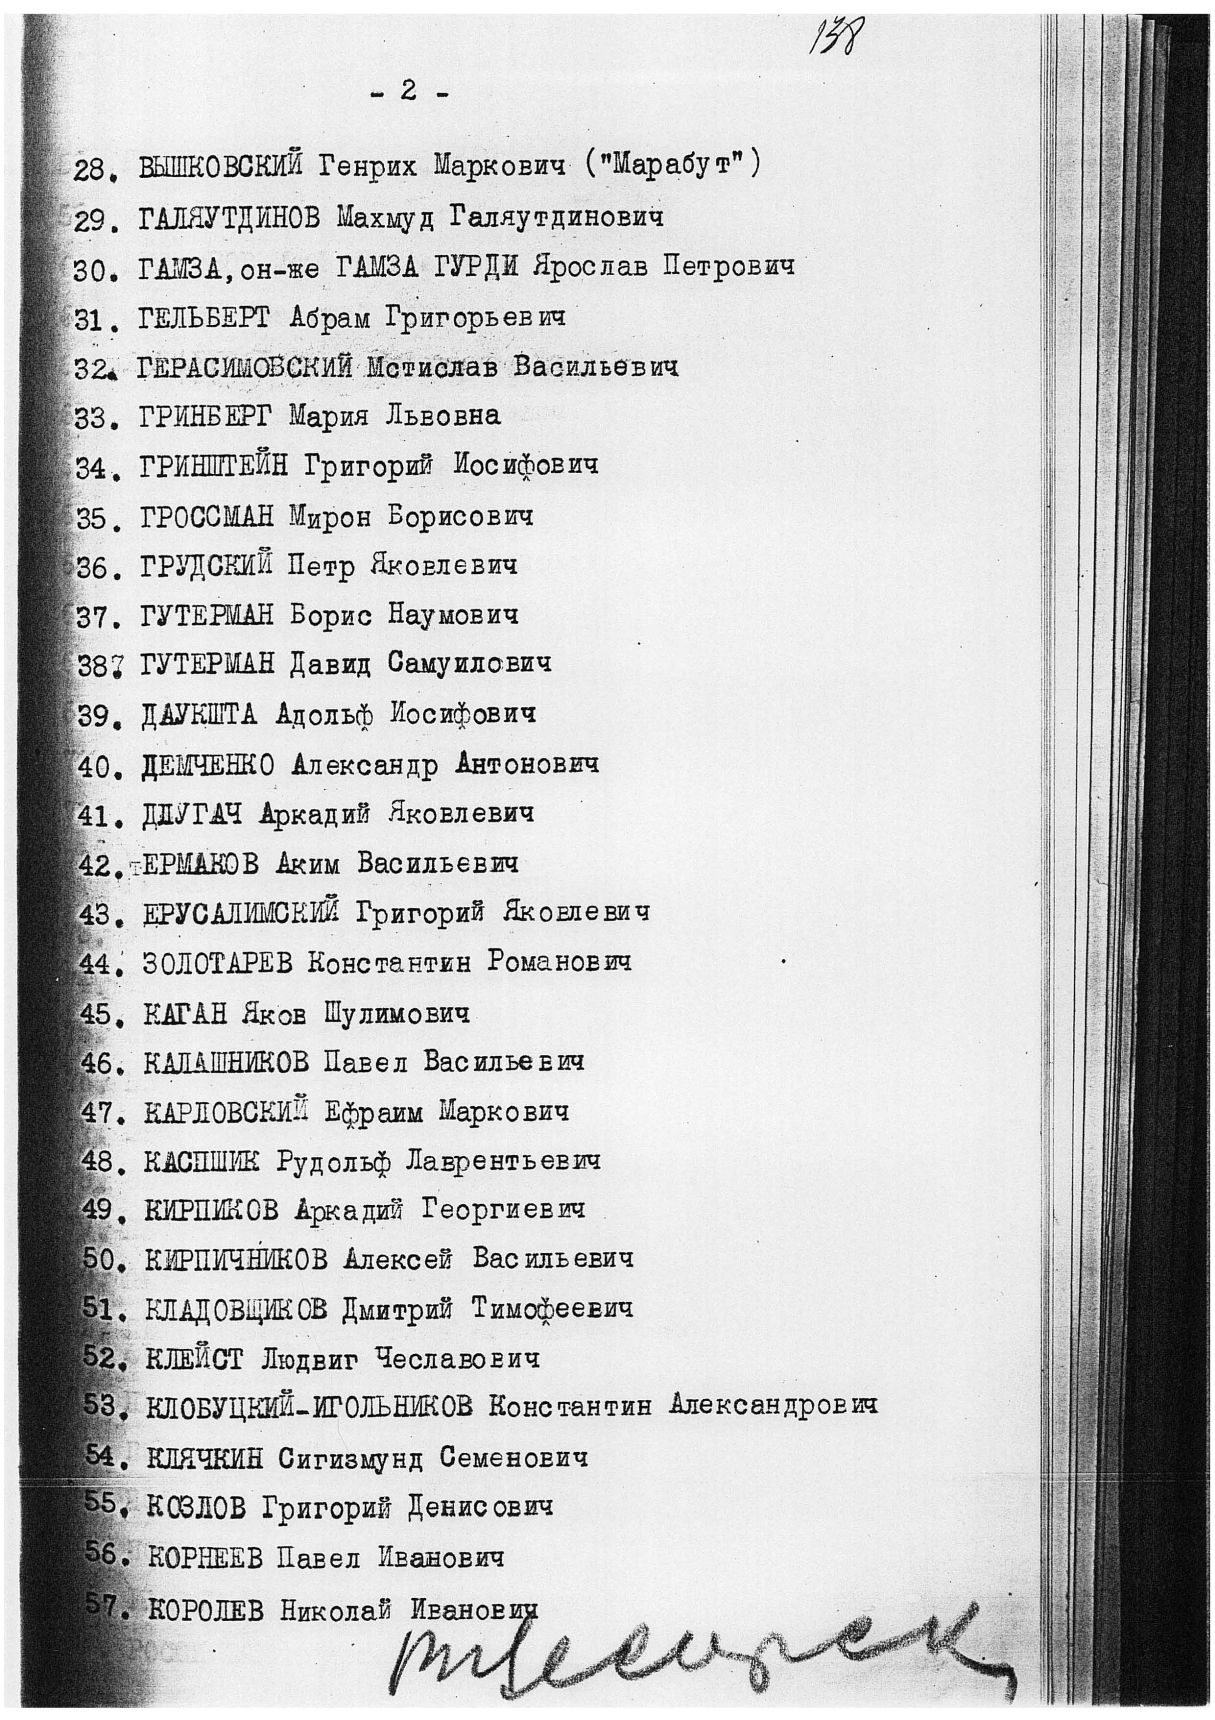 138
- 2 -
28. ВЫШКОВСКИЙ Генрих Маркович ("Марабут")
29. ГАЛЯУТДИНОВ Махмуд Галяутдинович
30. ГАМЗА, он-же ГАМЗА ГУРДИ Ярослав Петрович
31. ГЕЛЬБЕРТ Абрам Григорьевич
32. ГЕРАСИМОВСКИЙ Мстислав Васильевич
33. ГРИНБЕРГ Мария Львовна
34. ГРИНШТЕЙН Григорий Иосифович
35. ГРОССМАН Мирон Борисович
36. ГРУДСКИЙ Петр Яковлевич
37. ГУТЕРМАН Борис Наумович
38. ГУТЕРМАН Давид Самуилович
39. ДАУКШТА Адольф Иосифович
40. ДЕМЧЕНКО Александр Антонович
41. ДЛУГАЧ Аркадий Яковлевич
42. ЕРМАКОВ Аким Васильевич
43. ЕРУСАЛИМСКИЙ Григорий Яковлевич
44. ЗОЛОТАРЕВ Константин Романович
45. КАГАН Яков Шулимович
46. КАЛАШНИКОВ Павел Васильевич
47. КАРЛОВСКИЙ Ефраим Маркович
48. КАСПШИК Рудольф Лаврентьевич
49. КИРПИКОВ Аркадий Георгиевич
50. КИРПИЧНИКОВ Алексей Васильевич
51. КЛАДОВЩИКОВ Дмитрий Тимофеевич
52. КЛЕЙСТ Людвиг Чеславович
53. КЛОБУЦКИЙ-ИГОЛЬНИКОВ Константин Александрович
54. КЛЯЧКИН Сигизмунд Семенович
55. КОЗЛОВ Григорий Денисович
56. КОРНЕЕВ Павел Иванович
57. КОРОЛЕВ Николай Иванович